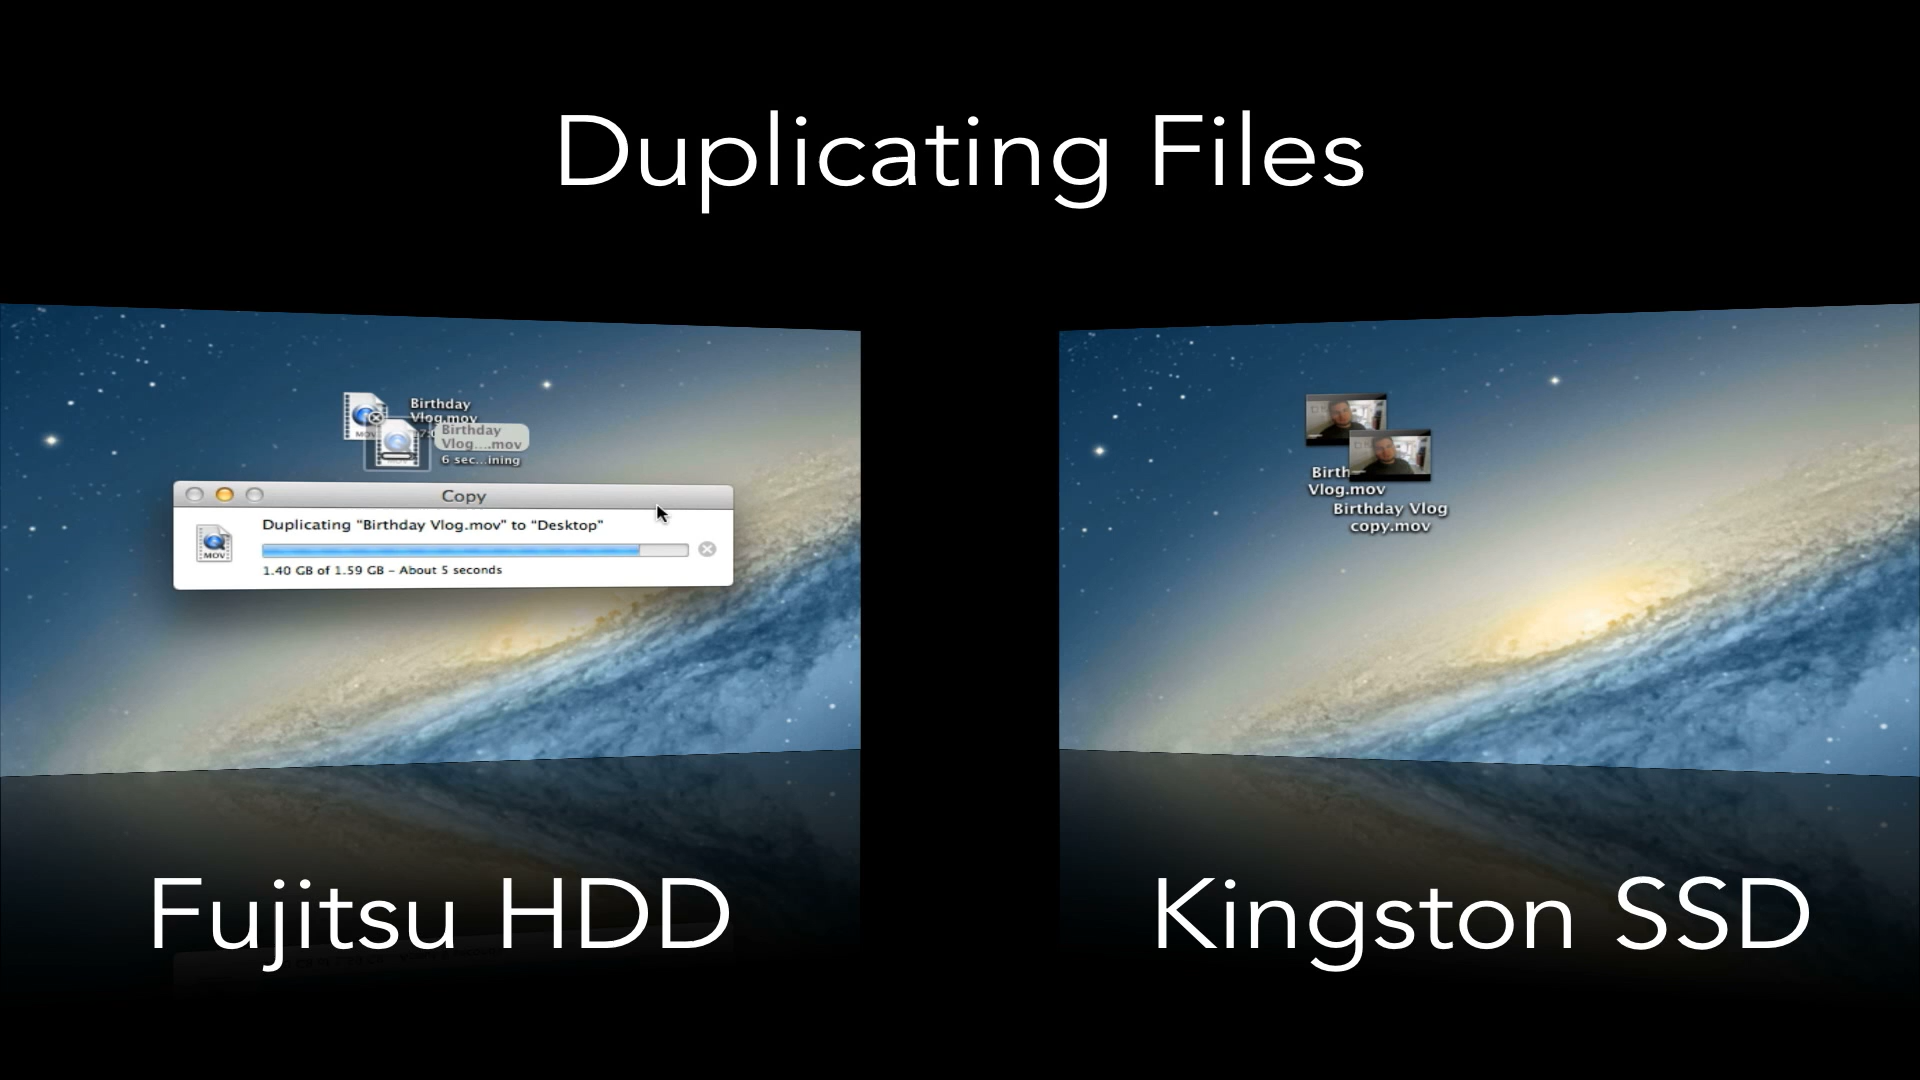 Duplicating Files
Birthday
Vlog.mov
Birthday
Vlog....mov
6 sec...ining
Copy
Duplicating “Birthday Vlog.mov” to “Desktop”
MOV
1.40 GB of 1.59 GB – About 5 seconds
Birth
Vlog.mov
Birthday Vlog
copy.mov
Fujitsu HDD
Kingston SSD